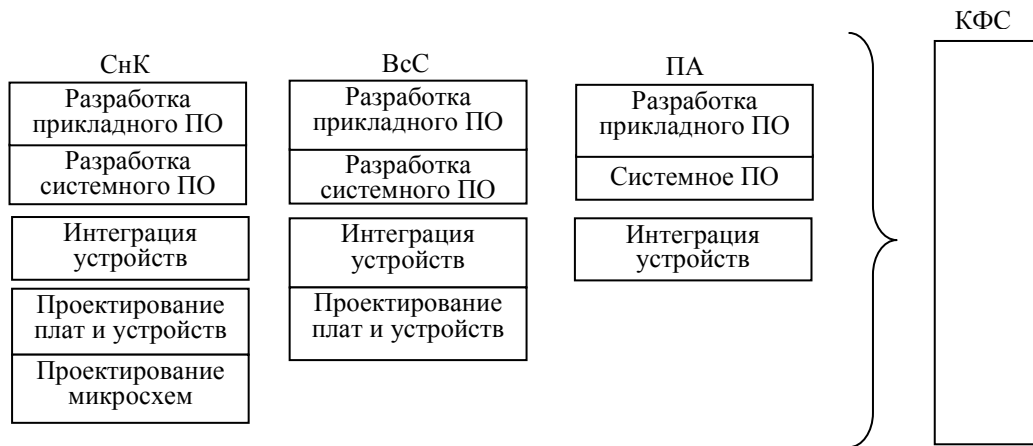 КФС
СнК
Разработка
прикладного ПО
Разработка
системного ПО
Интеграция
устройств
Проектирование
плат и устройств
Проектирование
микросхем
ВсС
Разработка
прикладного ПО
Разработка
системного ПО
Интеграция
устройств
Проектирование
плат и устройств
ПА
Разработка
прикладного ПО
Системное ПО
Интеграция
устройств